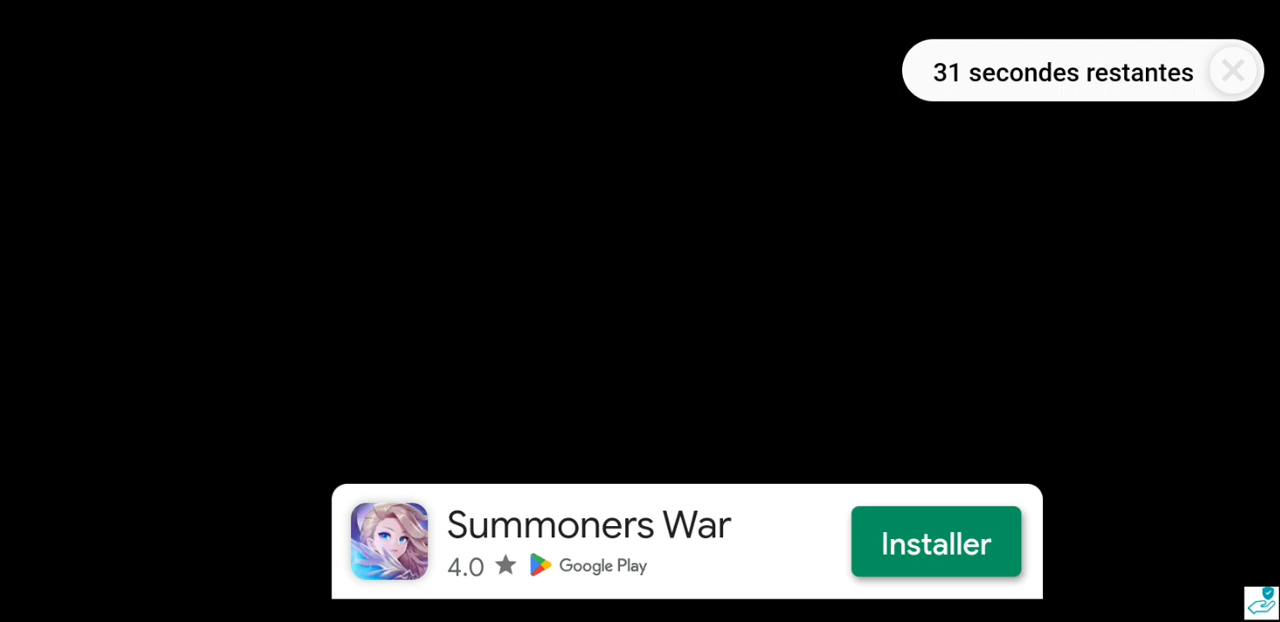 31 secondes restantes
Summoners War
4.0 ★ Google Play
Installer